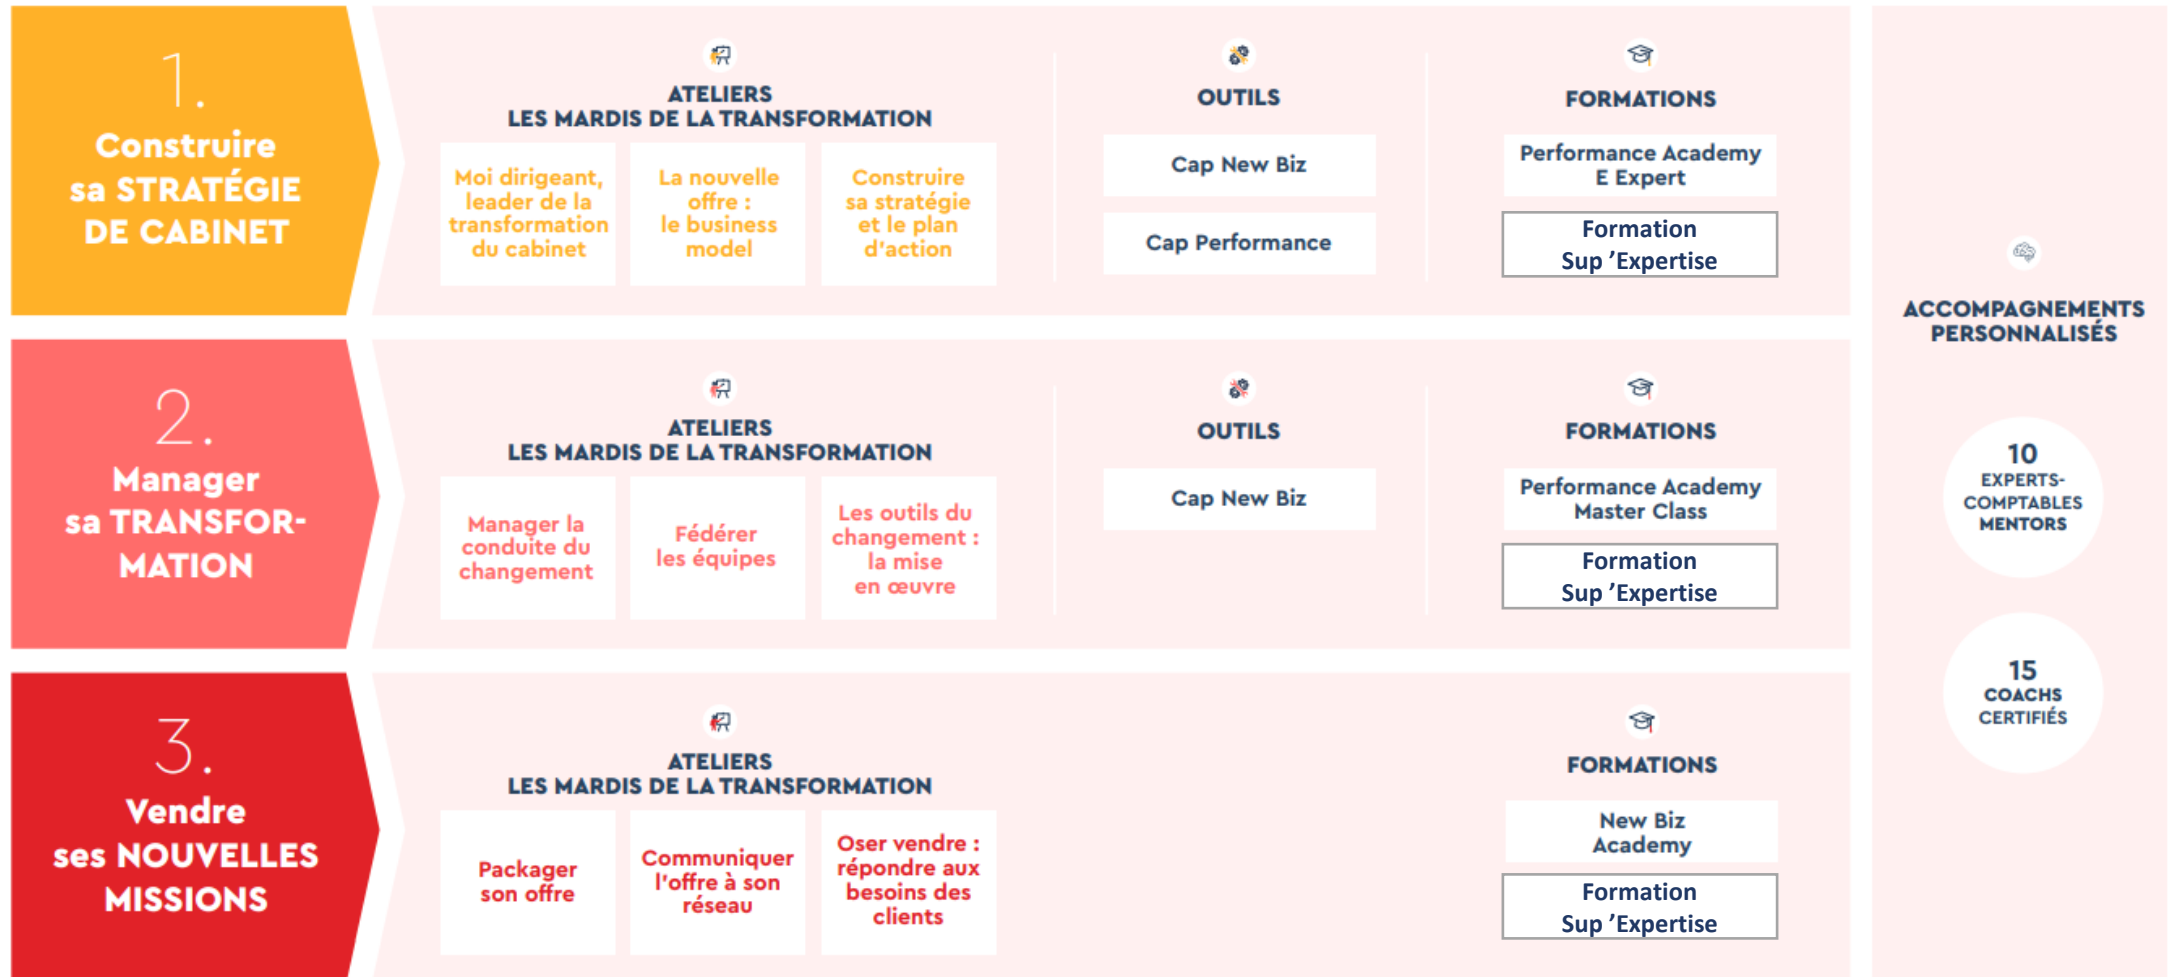 1.
Construire
sa STRATÉGIE
DE CABINET
ATELIERS
LES MARDIS DE LA TRANSFORMATION
Moi dirigeant,
leader de la
transformation
du cabinet
La nouvelle
offre :
le business
model
Construire
sa stratégie
et le plan
d'action
OUTILS
Cap New Biz
Cap Performance
FORMATIONS
Performance Academy
E Expert
Formation
Sup ’Expertise
2.
Manager
sa TRANSFOR-
MATION
ATELIERS
LES MARDIS DE LA TRANSFORMATION
Manager la
conduite du
changement
Fédérer
les équipes
Les outils du
changement :
la mise
en œuvre
OUTILS
Cap New Biz
FORMATIONS
Performance Academy
Master Class
Formation
Sup ’Expertise
3.
Vendre
ses NOUVELLES
MISSIONS
ATELIERS
LES MARDIS DE LA TRANSFORMATION
Packager
son offre
Communiquer
l'offre à son
réseau
Oser vendre :
répondre aux
besoins des
clients
FORMATIONS
New Biz
Academy
Formation
Sup ’Expertise
ACCOMPAGNEMENTS
PERSONNALISÉS
10
EXPERTS-
COMPTABLES
MENTORS
15
COACHS
CERTIFIÉS